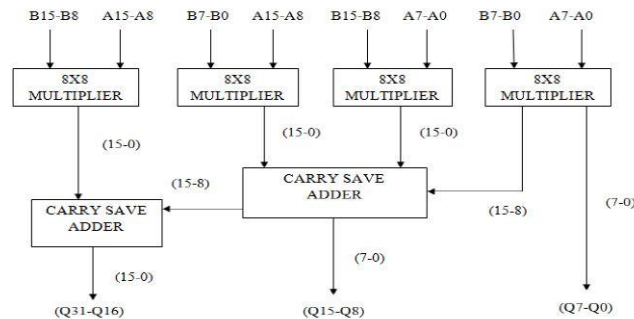 B15-B8 A15-A8 B7-B0 A15-A8 B15-B8 A7-A0 B7-B0 A7-A0
8X8 MULTIPLIER
8X8 MULTIPLIER
8X8 MULTIPLIER
8X8 MULTIPLIER
(15-0)
(15-0)
(15-0)
CARRY SAVE
ADDER
(15-8)
(15-8)
(7-0)
CARRY SAVE
ADDER
(15-0)
(7-0)
(Q31-Q16)
(Q15-Q8)
(Q7-Q0)